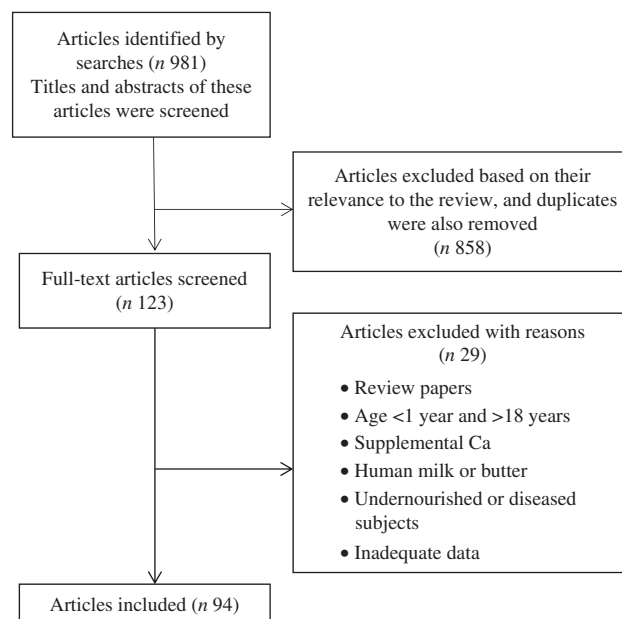 Articles identified by
searches (n 981)
Titles and abstracts of these
articles were screened
Articles excluded based on their
relevance to the review, and duplicates
were also removed
(n 858)
Full-text articles screened
(n 123)
Articles excluded with reasons
(n 29)
• Review papers
• Age <1 year and >18 years
• Supplemental Ca
• Human milk or butter
• Undernourished or diseased
subjects
• Inadequate data
Articles included (n 94)